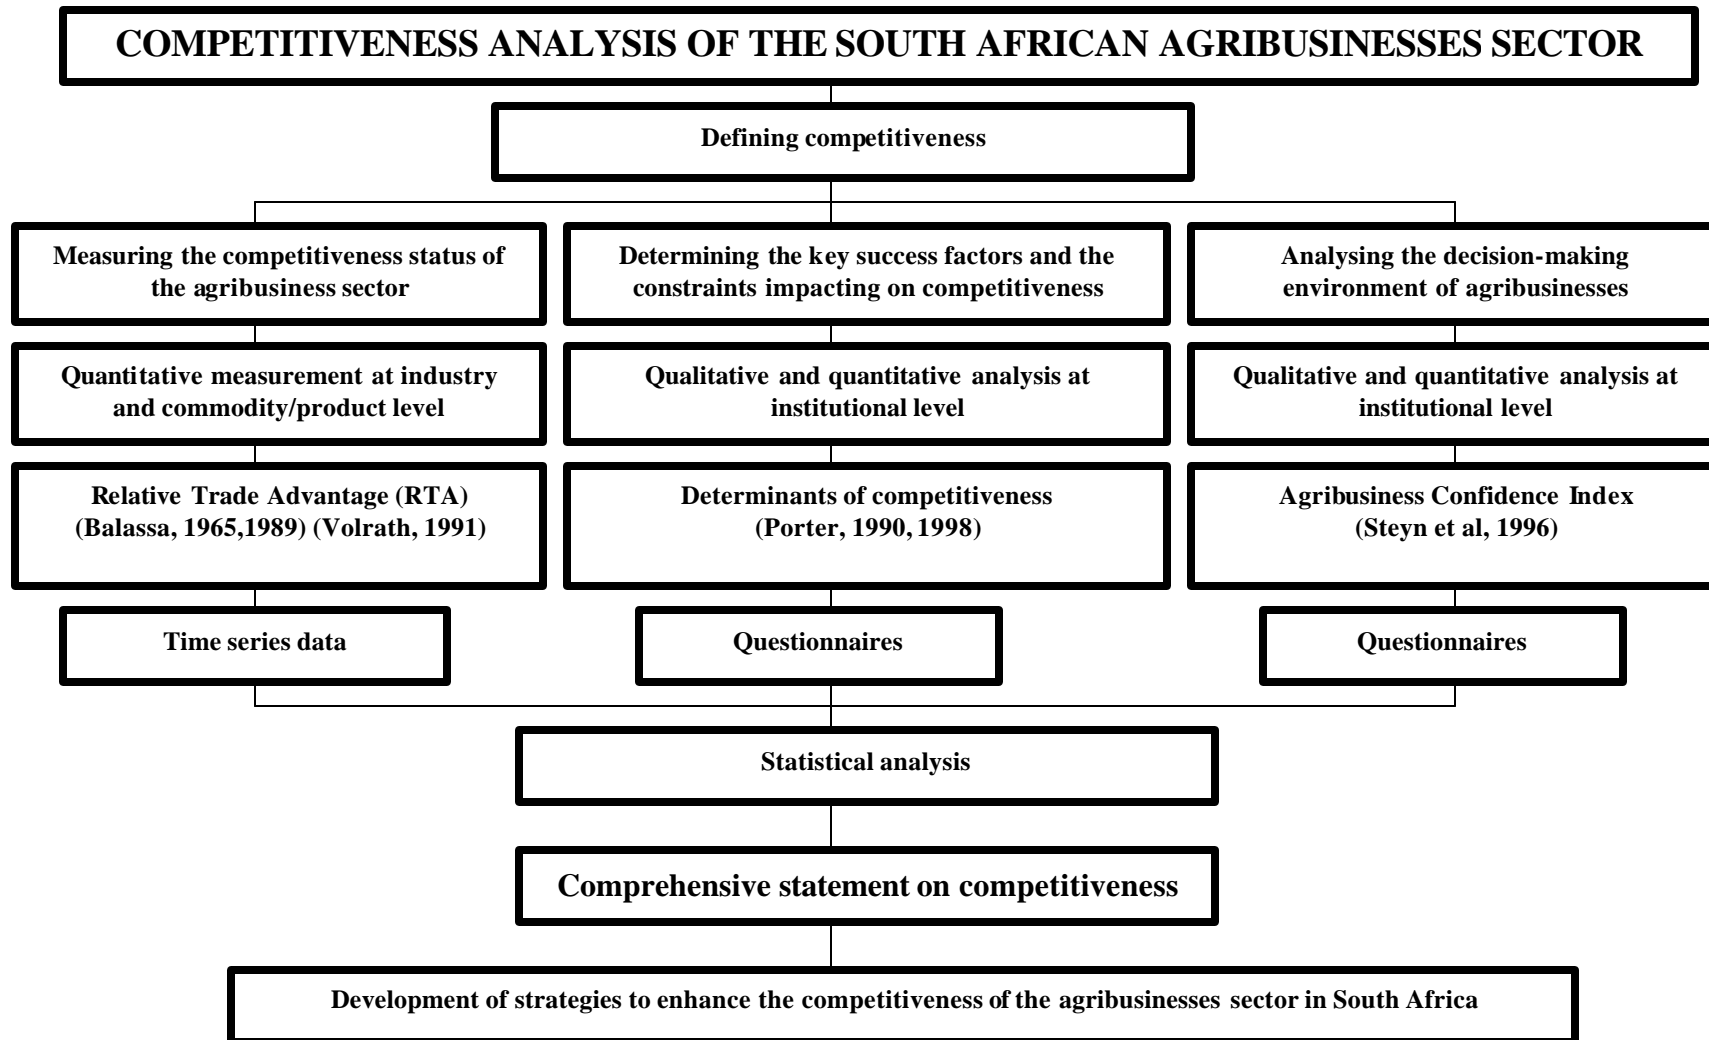 COMPETITIVENESS ANALYSIS OF THE SOUTH AFRICAN AGRIBUSINESSES SECTOR
Defining competitiveness
Measuring the competitiveness status of
the agribusiness sector
Determining the key success factors and the
constraints impacting on competitiveness
Analysing the decision-making
environment of agribusinesses
Quantitative measurement at industry
and commodity/product level
Qualitative and quantitative analysis at
institutional level
Qualitative and quantitative analysis at
institutional level
Relative Trade Advantage (RTA)
(Balassa, 1965,1989) (Volrath, 1991)
Determinants of competitiveness
(Porter, 1990, 1998)
Agribusiness Confidence Index
(Steyn et al, 1996)
Time series data
Questionnaires
Questionnaires
Statistical analysis
Comprehensive statement on competitiveness
Development of strategies to enhance the competitiveness of the agribusinesses sector in South Africa